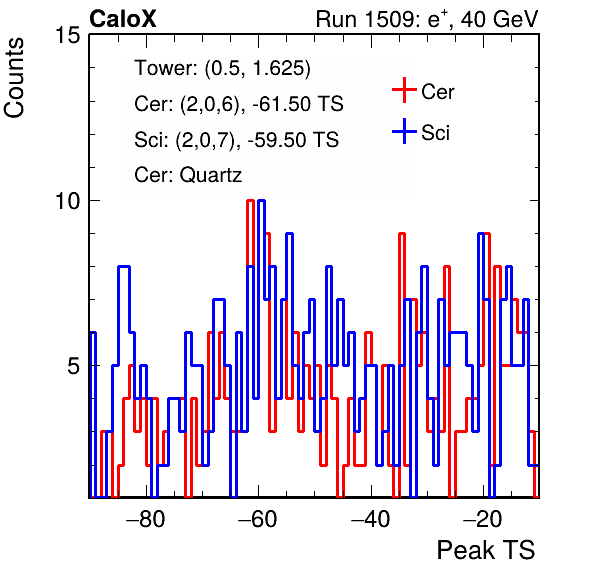 CaloX Run 1509: e⁺, 40 GeV
Counts
15
Tower: (0.5, 1.625)
Cer: (2,0,6), -61.50 TS
Sci: (2,0,7), -59.50 TS
Cer: Quartz
Cer
Sci
10
5
−80 −60 −40 −20
Peak TS